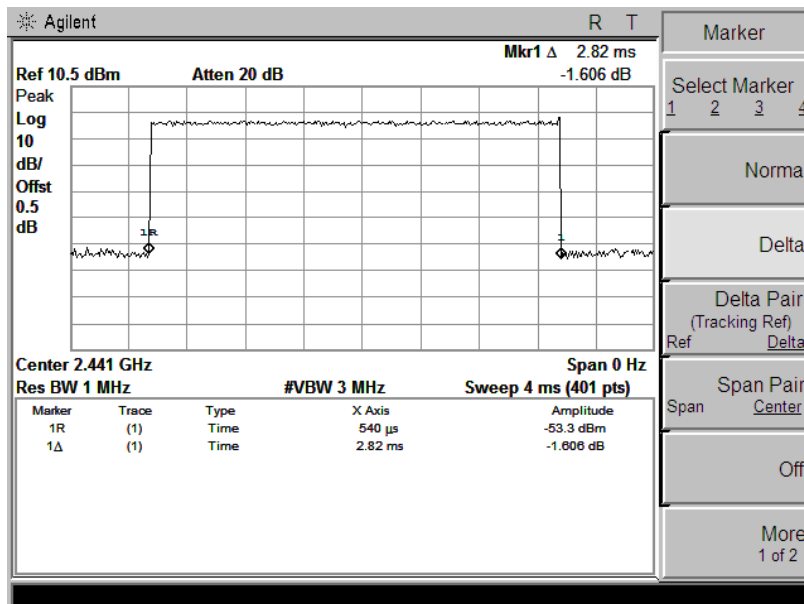 Agilent R T
Mkr1 Δ 2.82 ms
Ref 10.5 dBm Atten 20 dB -1.606 dB
Peak
Log
10
dB/
Offst
0.5
dB
1R
1
Center 2.441 GHz Span 0 Hz
Res BW 1 MHz #VBW 3 MHz Sweep 4 ms (401 pts)
Marker Trace Type X Axis Amplitude
1R (1) Time 540 µs -53.3 dBm
1Δ (1) Time 2.82 ms -1.606 dB
Marker
Select Marker
1 2 3 4
Norma
Delta
Delta Pair
(Tracking Ref)
Ref Delta
Span Pair
Span Center
Off
More
1 of 2